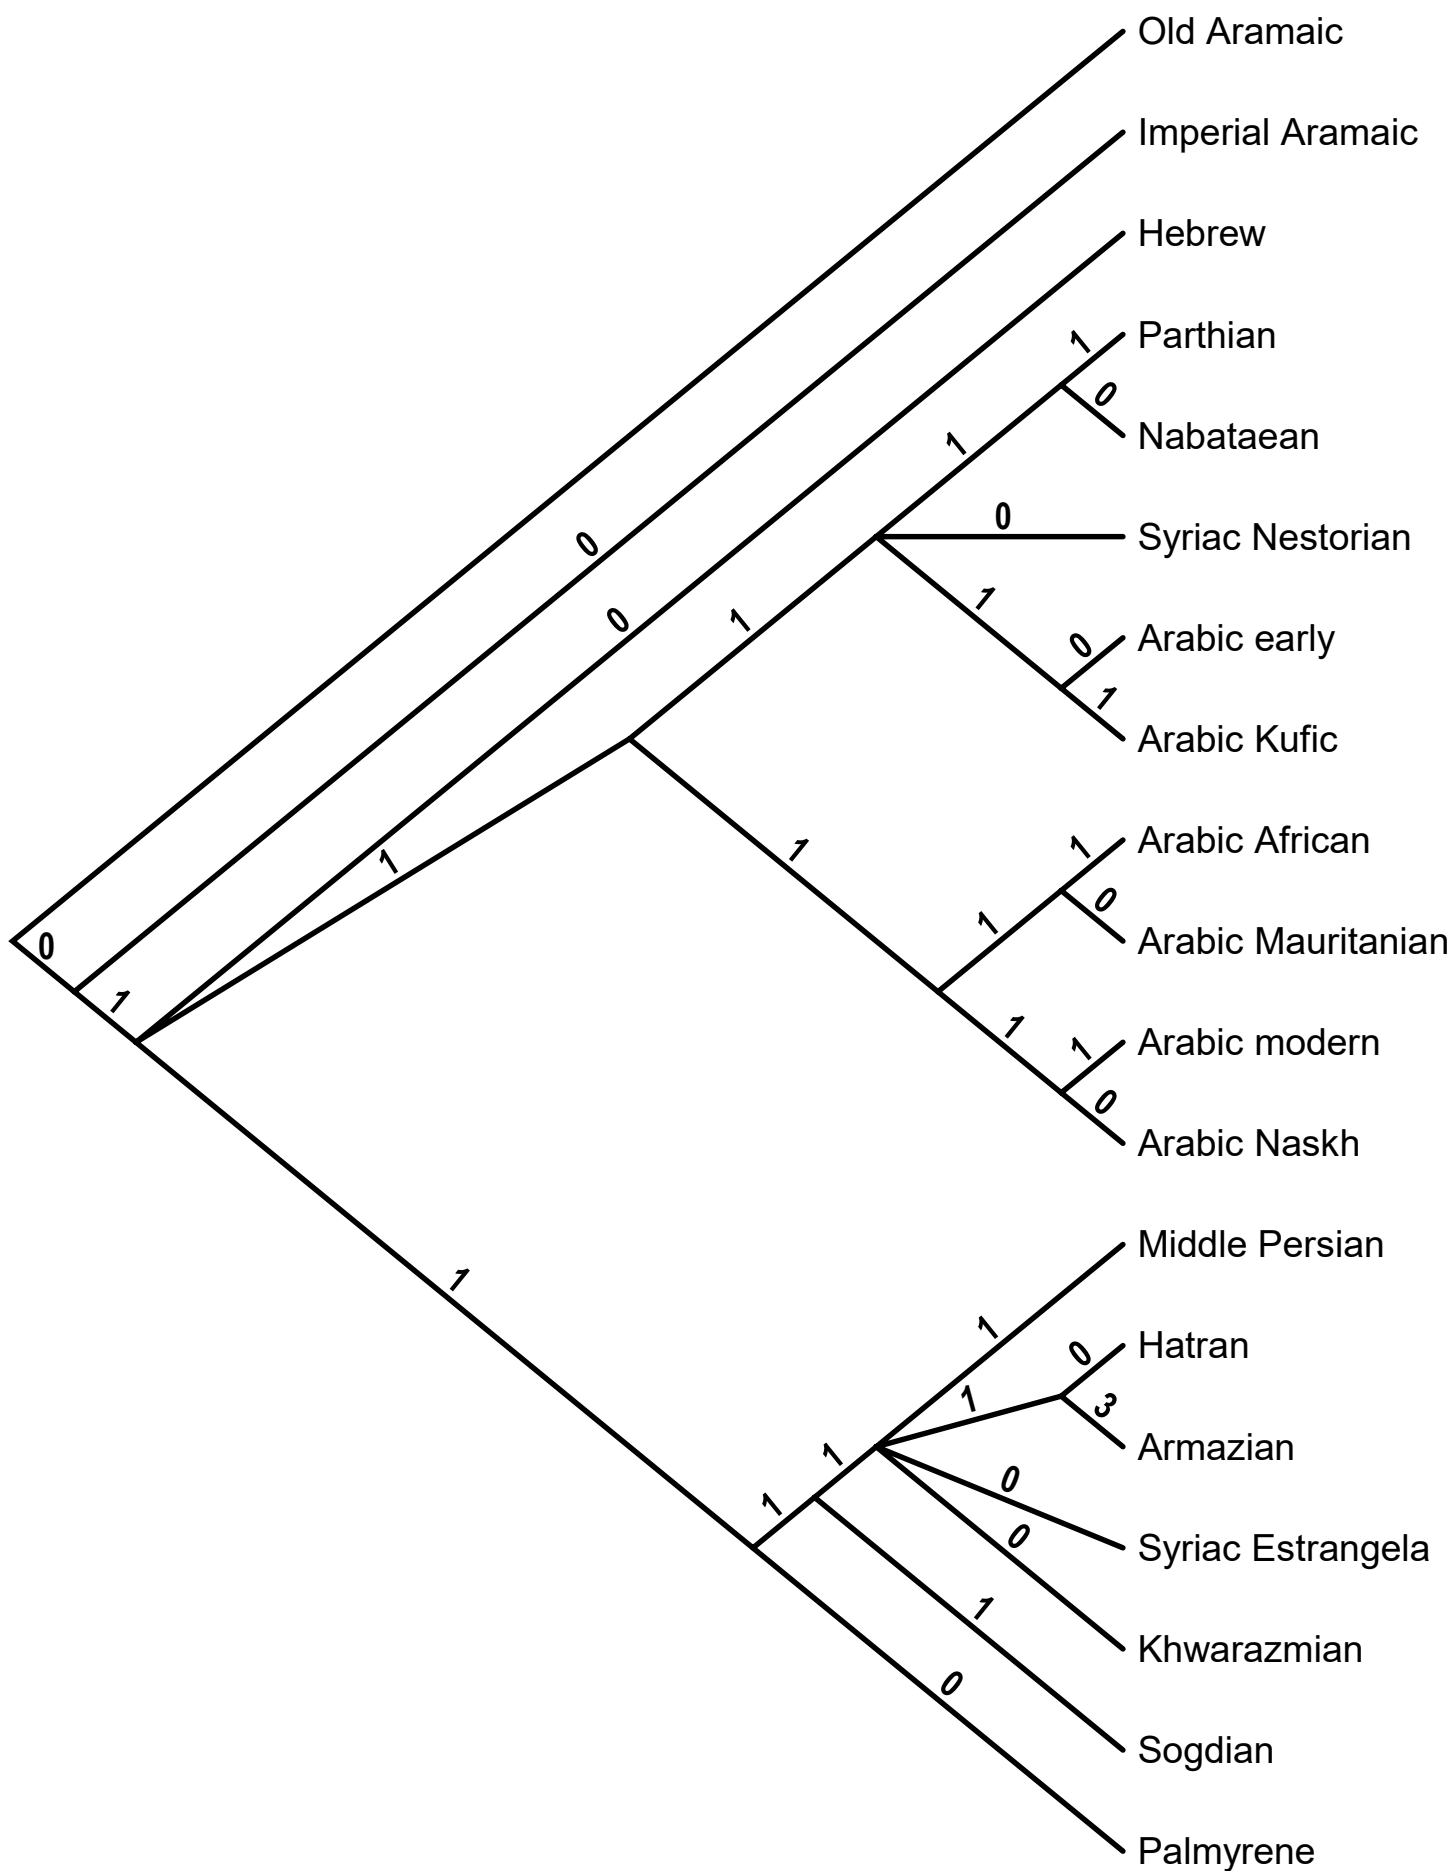 Old Aramaic
Imperial Aramaic
Hebrew
1 Parthian
0
1 Nabataean
0 Syriac Nestorian
0
1
0
1
0 Arabic early
1
Arabic Kufic
1
1
1 Arabic African
0
1 Arabic Mauritanian
0
1
1
1 Arabic modern
0
Arabic Naskh
Middle Persian
1
1
0 Hatran
1
3
1 Armazian
0
1
0 Syriac Estrangela
1 Khwarazmian
0
Sogdian
Palmyrene